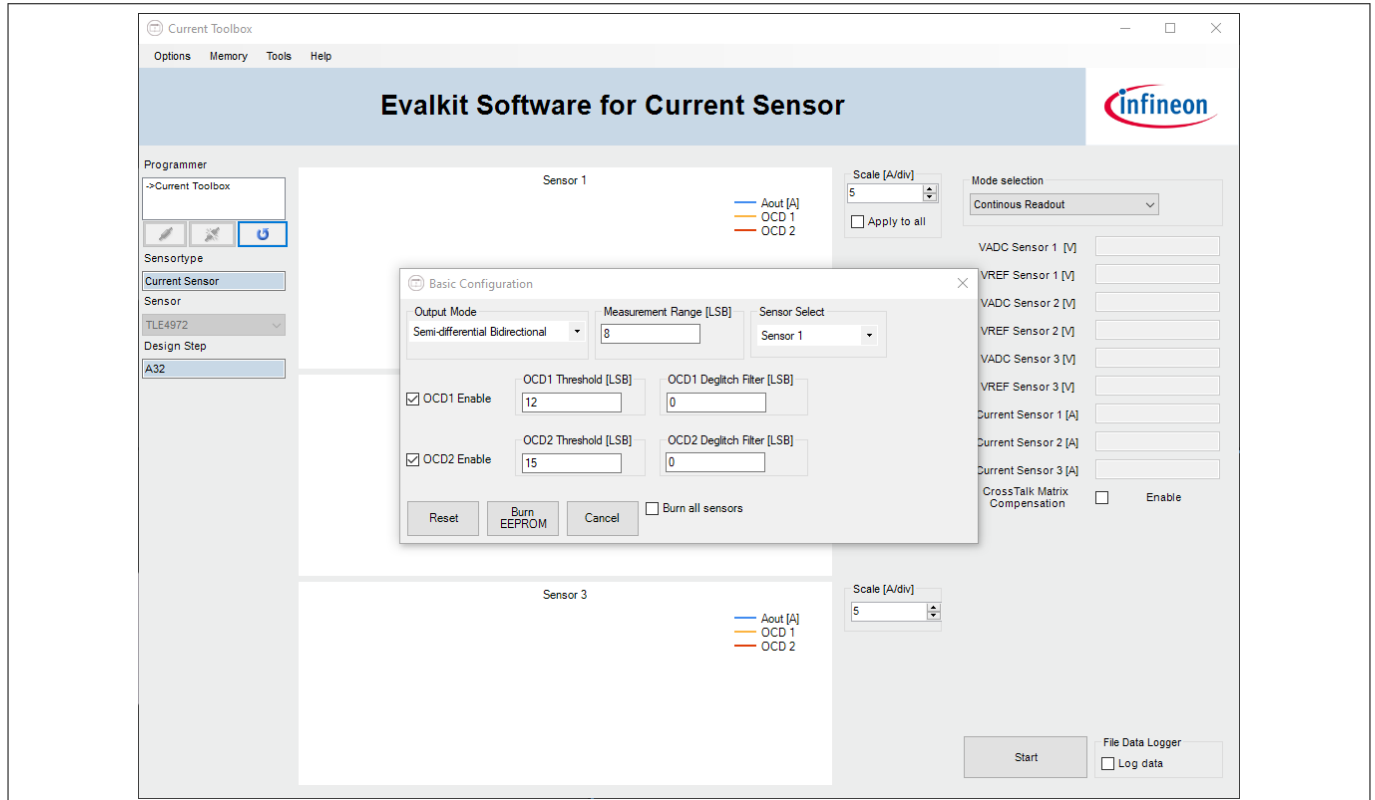 Current Toolbox
Options Memory Tools Help
Evalkit Software for Current Sensor
infineon
Programmer
->Current Toolbox
Sensortype
Current Sensor
Sensor
TLE4972
Design Step
A32
Sensor 1
Aout [A]
OCD 1
OCD 2
Scale [A/div]
5
Apply to all
Mode selection
Continous Readout
VADC Sensor 1 [V]
VREF Sensor 1 [V]
VADC Sensor 2 [V]
VREF Sensor 2 [V]
VADC Sensor 3 [V]
VREF Sensor 3 [V]
Current Sensor 1 [A]
Current Sensor 2 [A]
Current Sensor 3 [A]
CrossTalk Matrix
Compensation
Enable
Basic Configuration
Output Mode
Semi-differential Bidirectional
Measurement Range [LSB]
8
Sensor Select
Sensor 1
OCD1 Enable
OCD1 Threshold [LSB]
12
OCD1 Deglitch Filter [LSB]
0
OCD2 Enable
OCD2 Threshold [LSB]
15
OCD2 Deglitch Filter [LSB]
0
Reset
Burn
EEPROM
Cancel
Burn all sensors
Sensor 3
Aout [A]
OCD 1
OCD 2
Scale [A/div]
5
Start
File Data Logger
Log data